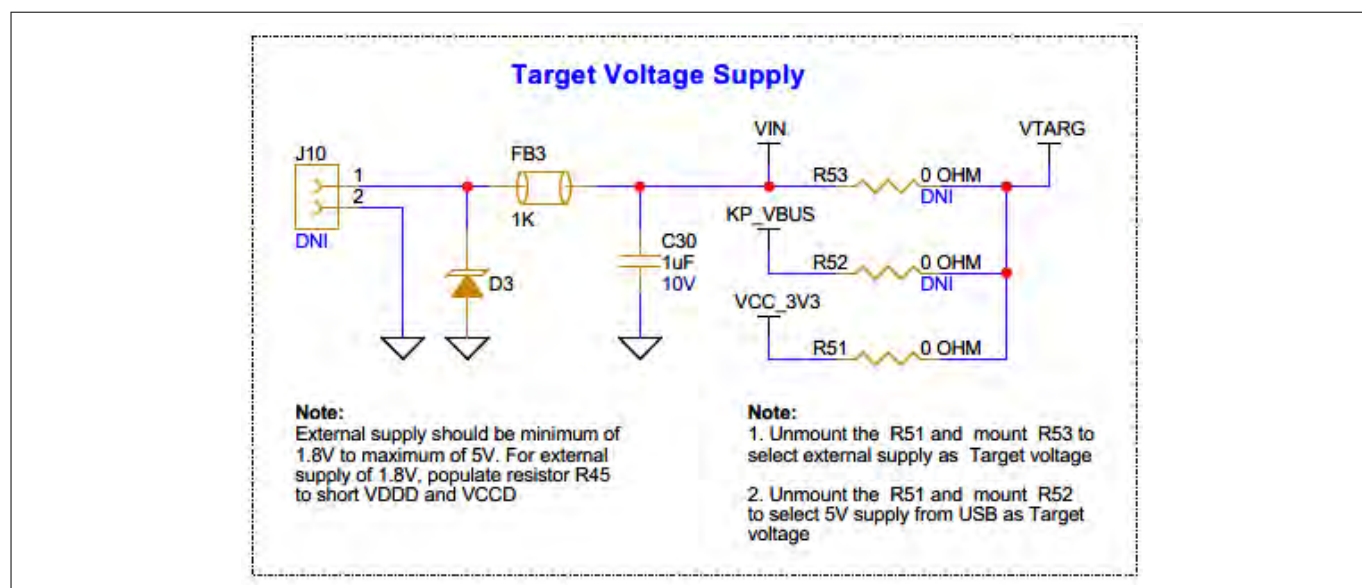 Target Voltage Supply
VIN
VTARG
J10
FB3
R53
0 OHM
1
2
DNI
KP_VBUS
DNI
1K
C30
1uF
10V
R52
0 OHM
D3
DNI
VCC_3V3
R51
0 OHM
Note:
External supply should be minimum of
1.8V to maximum of 5V. For external
supply of 1.8V, populate resistor R45
to short VDDD and VCCD
Note:
1. Unmount the R51 and mount R53 to
select external supply as Target voltage
2. Unmount the R51 and mount R52
to select 5V supply from USB as Target
voltage